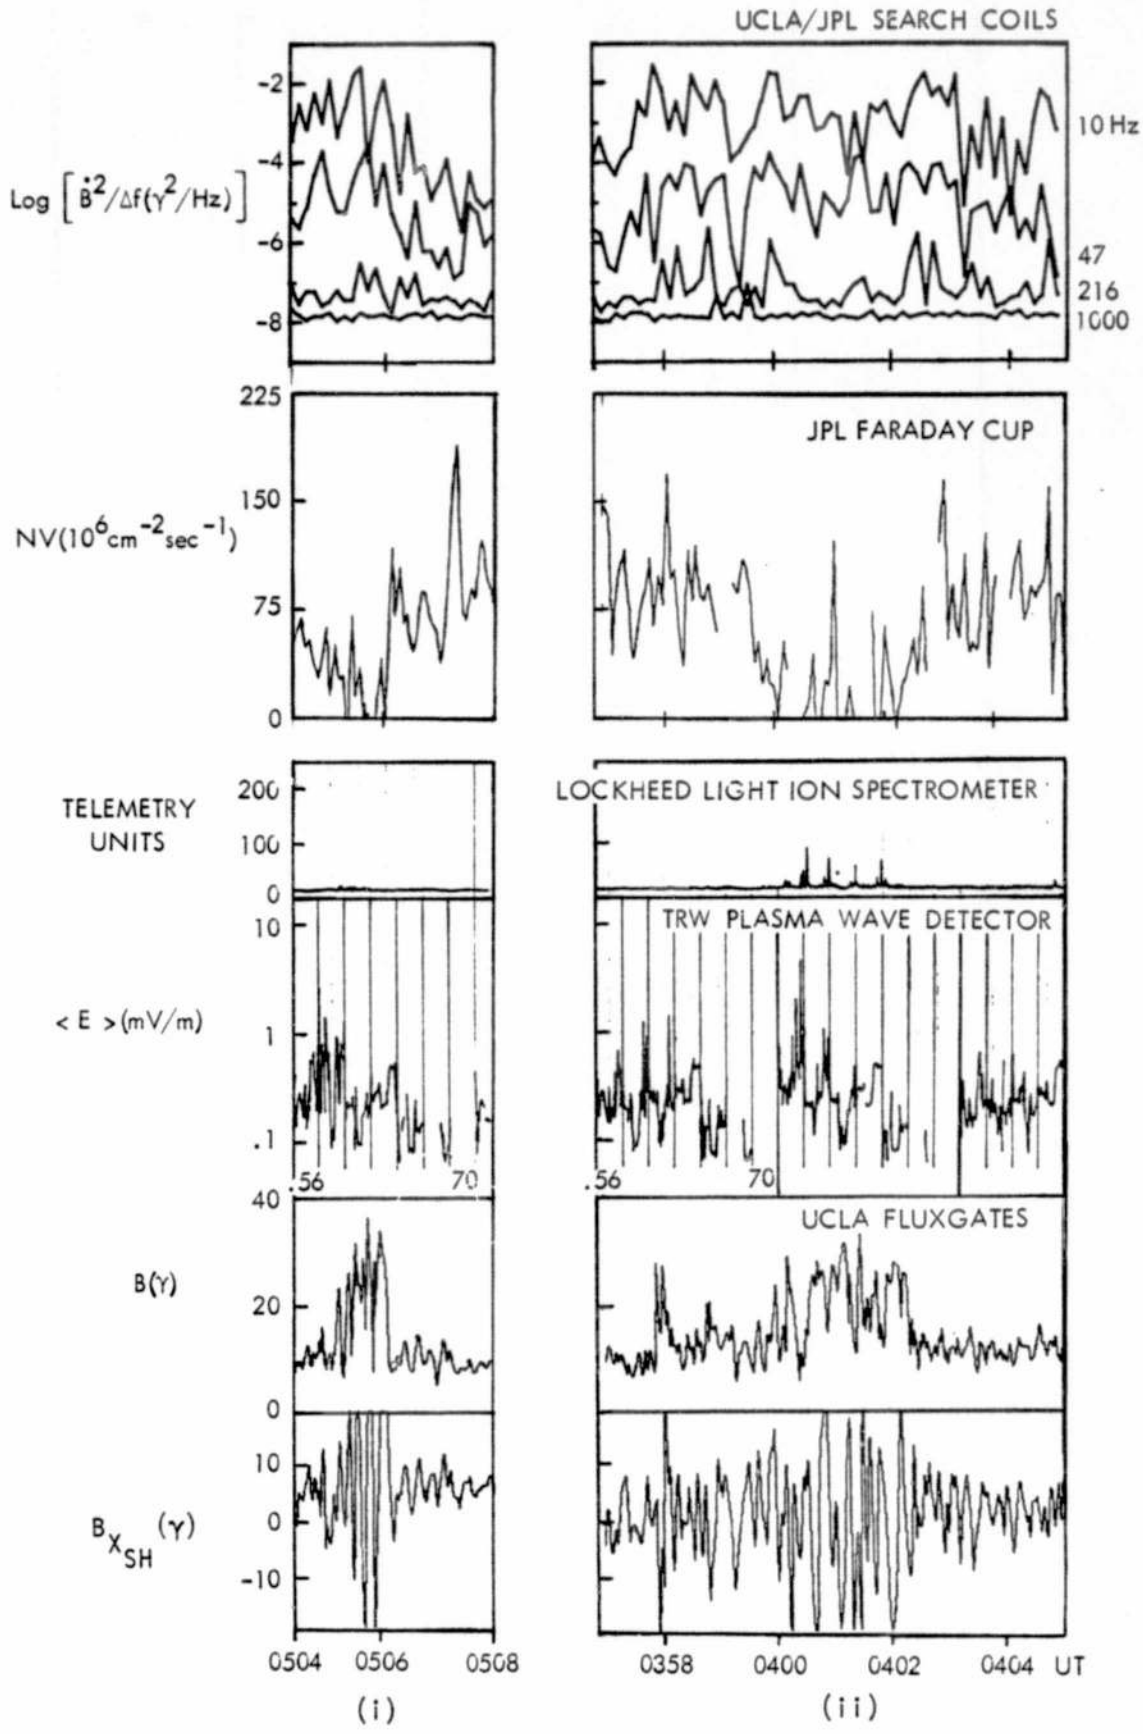 UCLA/JPL SEARCH COILS
-2
-4
-6
-8
Log [Ḃ²/Δf(γ²/Hz)]
10 Hz
47
216
1000
225
150
75
0
NV(10⁶cm⁻²sec⁻¹)
JPL FARADAY CUP
TELEMETRY
UNITS
200
100
0
LOCKHEED LIGHT ION SPECTROMETER
10
1
.1
< E >(mV/m)
TRW PLASMA WAVE DETECTOR
.56 70
.56 70
40
20
0
B(γ)
UCLA FLUXGATES
10
0
-10
B_X_SH (γ)
0504 0506 0508
0358 0400 0402 0404 UT
(i)
(ii)